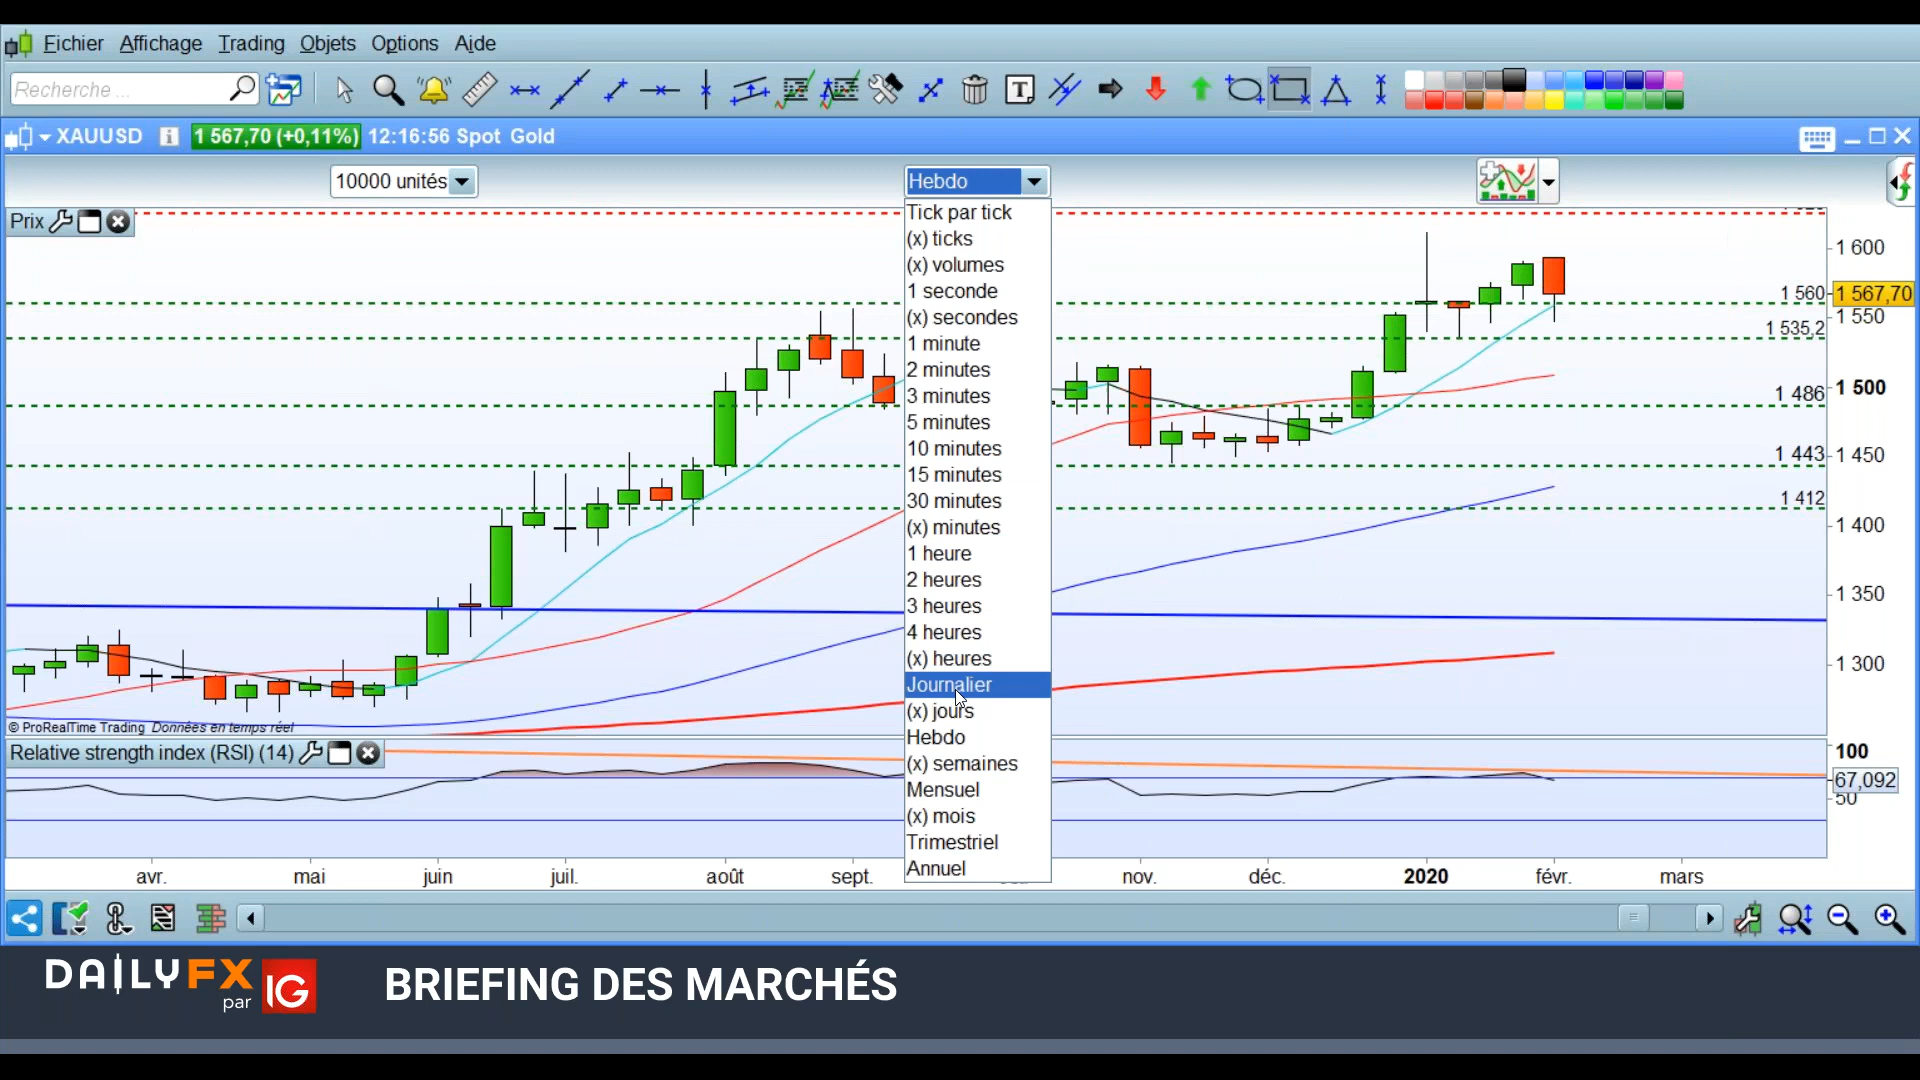 Fichier Affichage Trading Objets Options Aide
Recherche ...
XAUUSD 1 567,70 (+0,11%) 12:16:56 Spot Gold
10000 unités
Hebdo
Tick par tick
(x) ticks
(x) volumes
1 seconde
(x) secondes
1 minute
2 minutes
3 minutes
5 minutes
10 minutes
15 minutes
30 minutes
(x) minutes
1 heure
2 heures
3 heures
4 heures
(x) heures
Journalier
(x) jours
Hebdo
(x) semaines
Mensuel
(x) mois
Trimestriel
Annuel
Prix
1 600
1 560
1 567,70
1 550
1 535,2
1 500
1 486
1 443
1 450
1 412
1 400
1 350
1 300
© ProRealTime Trading Données en temps réel
Relative strength index (RSI) (14)
100
67,092
50
avr. mai juin juil. août sept. nov. déc. 2020 févr. mars
DAILYFX
par IG
BRIEFING DES MARCHÉS